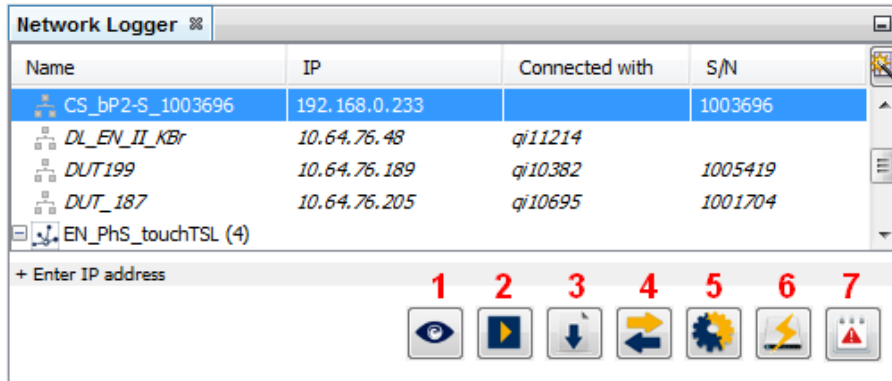 Network Logger
Name IP Connected with S/N
CS_bP2-S_1003696 192.168.0.233 1003696
DL_EN_II_KBr 10.64.76.48 qi11214
DUT199 10.64.76.189 qi10382 1005419
DUT_187 10.64.76.205 qi10695 1001704
EN_PhS_touchTSL (4)
+ Enter IP address
1 2 3 4 5 6 7